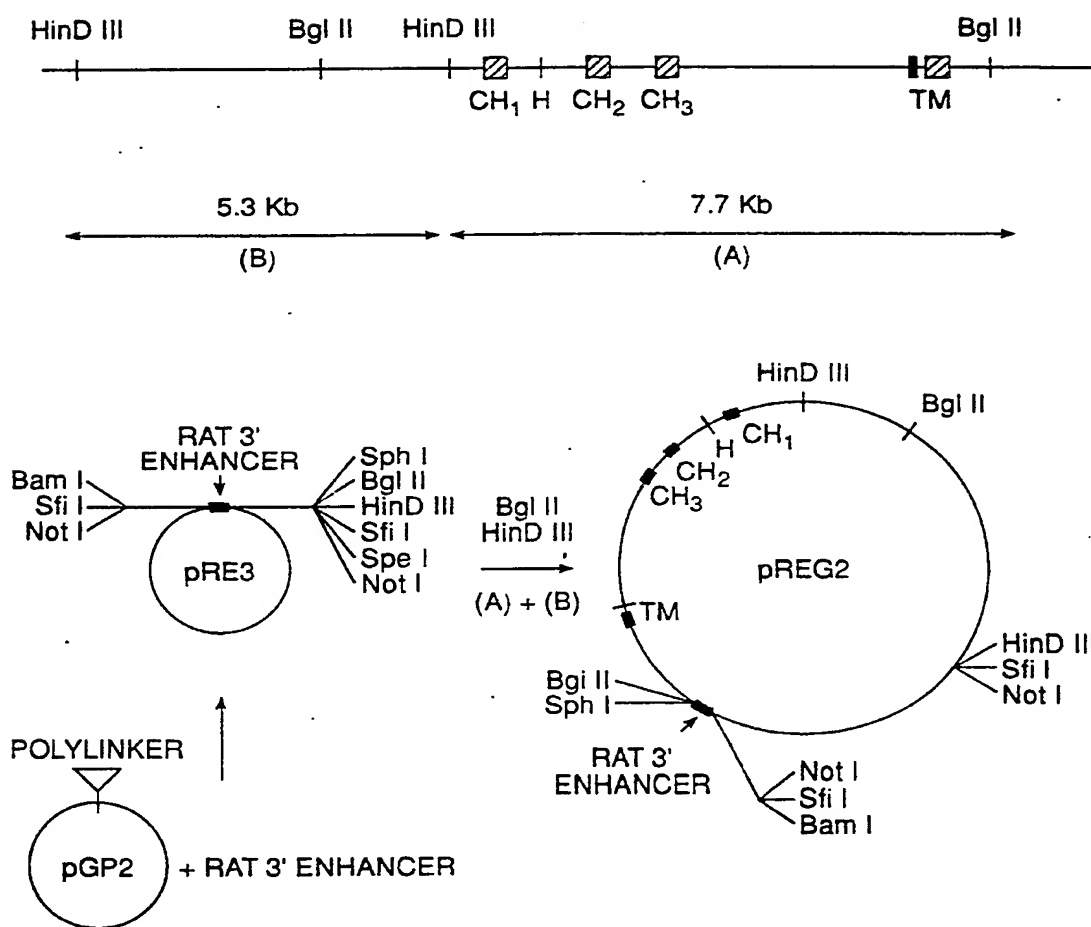 HinD III Bgl II HinD III Bgl II
CH1 H CH2 CH3 TM
5.3 Kb 7.7 Kb
(B) (A)
RAT 3'
ENHANCER
Bam I
Sfi I
Not I
Sph I
Bgl II
HinD III
Sfi I
Spe I
Not I
pRE3
Bgl II
HinD III
(A) + (B)
HinD III
Bgl II
CH1
H
CH2
CH3
pREG2
TM
Bgi II
Sph I
HinD II
Sfi I
Not I
RAT 3'
ENHANCER
Not I
Sfi I
Bam I
POLYLINKER
pGP2 + RAT 3' ENHANCER